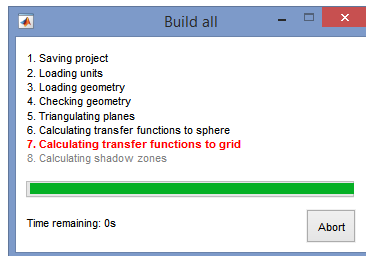 Build all
1. Saving project
2. Loading units
3. Loading geometry
4. Checking geometry
5. Triangulating planes
6. Calculating transfer functions to sphere
7. Calculating transfer functions to grid
8. Calculating shadow zones
Time remaining: 0s
Abort